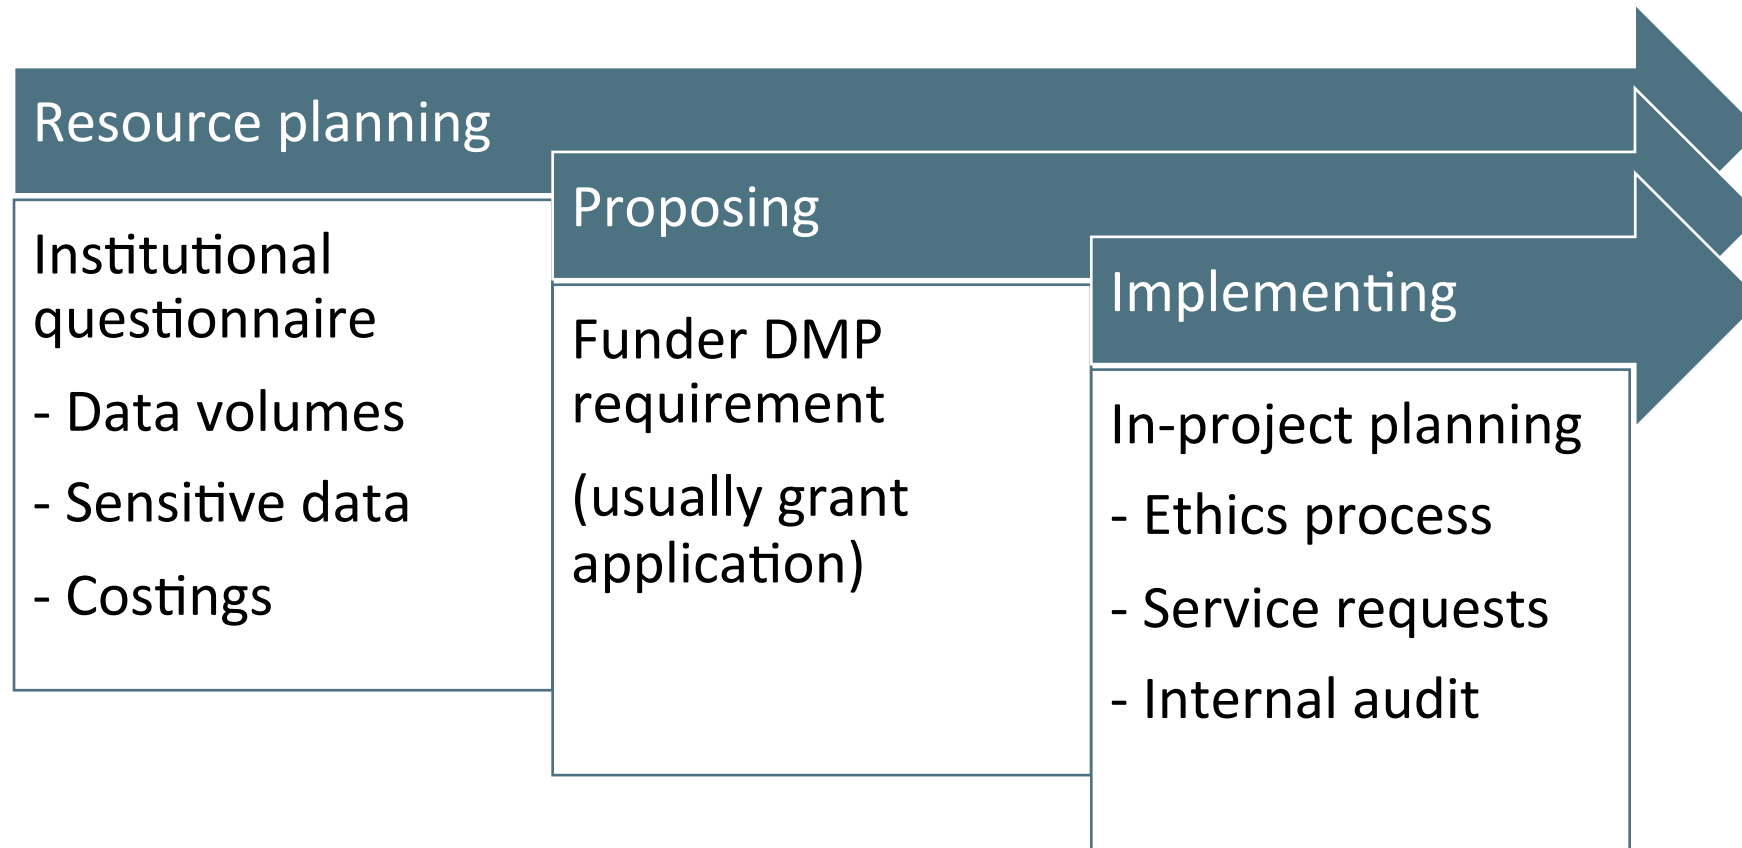 Resource planning
Institutional
questionnaire
- Data volumes
- Sensitive data
- Costings
Proposing
Funder DMP
requirement
(usually grant
application)
Implementing
In-project planning
- Ethics process
- Service requests
- Internal audit